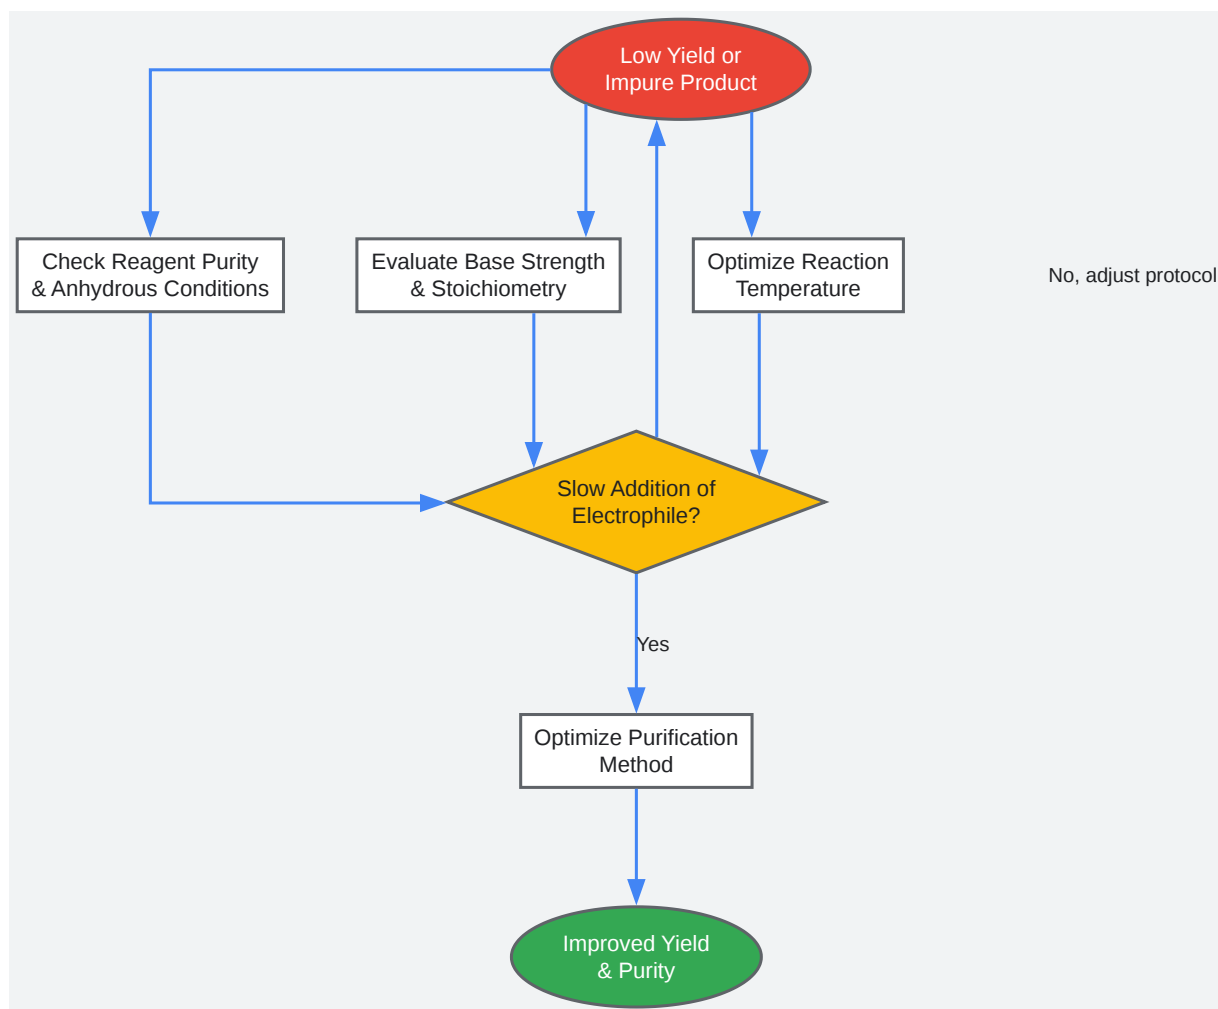 Low Yield or
Impure Product
Check Reagent Purity
& Anhydrous Conditions
Evaluate Base Strength
& Stoichiometry
Optimize Reaction
Temperature
No, adjust protocol
Slow Addition of
Electrophile?
Yes
Optimize Purification
Method
Improved Yield
& Purity